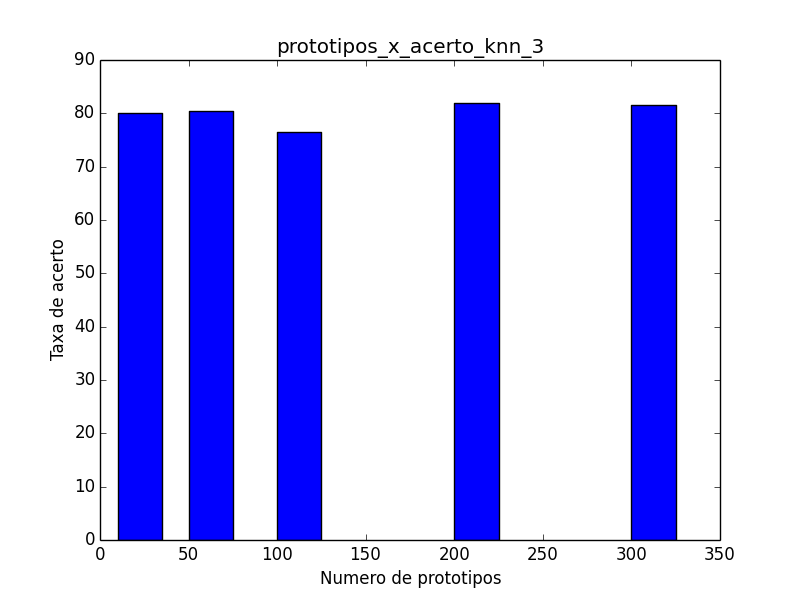 prototipos_x_acerto_knn_3
90
80
70
60
50
40
30
20
10
0
Taxa de acerto
0 50 100 150 200 250 300 350
Numero de prototipos